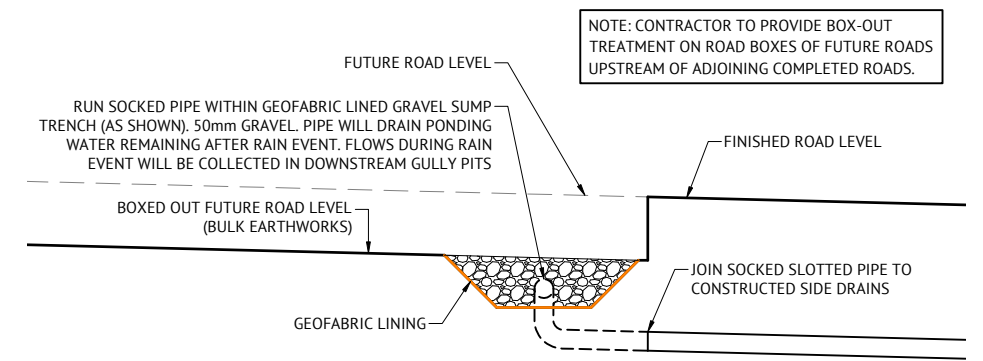 NOTE: CONTRACTOR TO PROVIDE BOX-OUT
TREATMENT ON ROAD BOXES OF FUTURE ROADS
UPSTREAM OF ADJOINING COMPLETED ROADS.
FUTURE ROAD LEVEL
RUN SOCKED PIPE WITHIN GEOFABRIC LINED GRAVEL SUMP
TRENCH (AS SHOWN). 50mm GRAVEL. PIPE WILL DRAIN PONDING
WATER REMAINING AFTER RAIN EVENT. FLOWS DURING RAIN
EVENT WILL BE COLLECTED IN DOWNSTREAM GULLY PITS
FINISHED ROAD LEVEL
BOXED OUT FUTURE ROAD LEVEL
(BULK EARTHWORKS)
JOIN SOCKED SLOTTED PIPE TO
CONSTRUCTED SIDE DRAINS
GEOFABRIC LINING